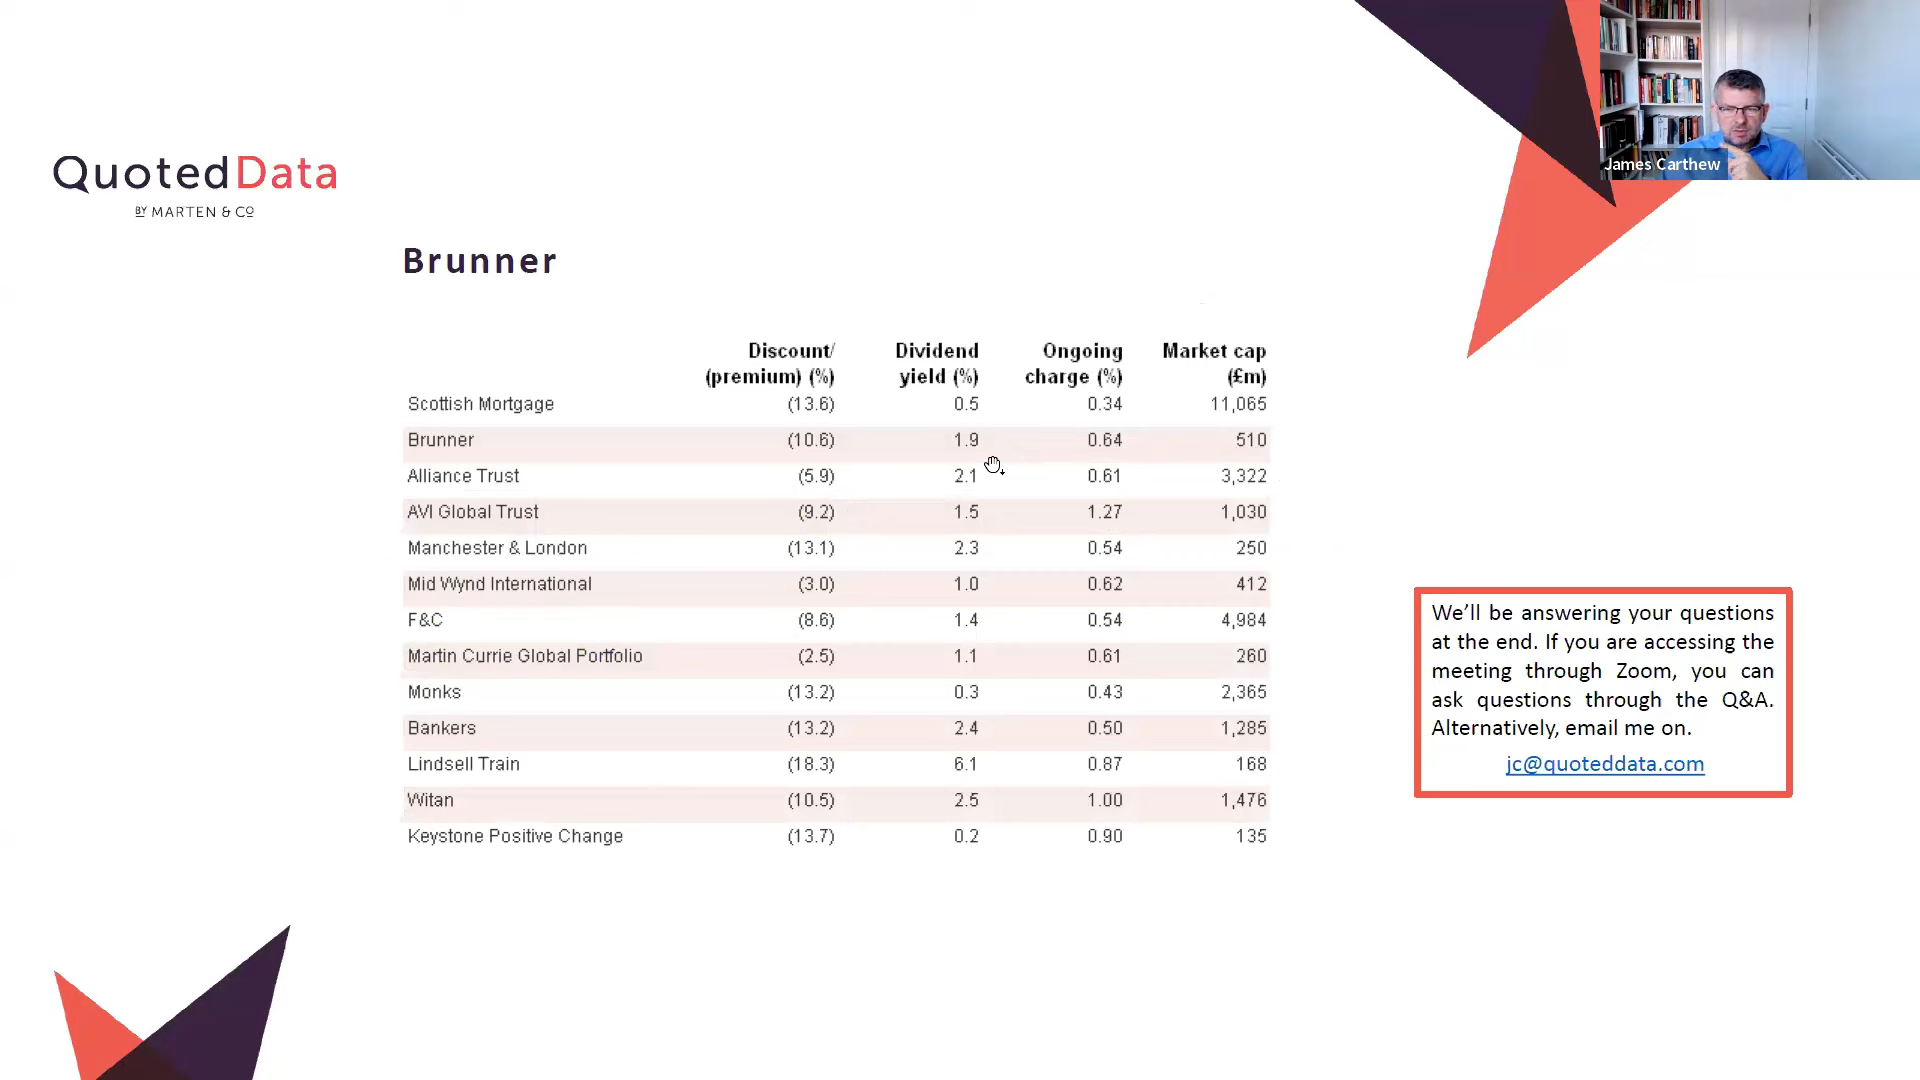 James Carthew
QuotedData
BY MARTEN & CO
Brunner
Discount/ Dividend Ongoing Market cap
(premium) (%) yield (%) charge (%) (£m)
Scottish Mortgage (13.6) 0.5 0.34 11,065
Brunner (10.6) 1.9 0.64 510
Alliance Trust (5.9) 2.1 0.61 3,322
AVI Global Trust (9.2) 1.5 1.27 1,030
Manchester & London (13.1) 2.3 0.54 250
Mid Wynd International (3.0) 1.0 0.62 412
F&C (8.6) 1.4 0.54 4,984
Martin Currie Global Portfolio (2.5) 1.1 0.61 260
Monks (13.2) 0.3 0.43 2,365
Bankers (13.2) 2.4 0.50 1,285
Lindsell Train (18.3) 6.1 0.87 168
Witan (10.5) 2.5 1.00 1,476
Keystone Positive Change (13.7) 0.2 0.90 135
We’ll be answering your questions
at the end. If you are accessing the
meeting through Zoom, you can
ask questions through the Q&A.
Alternatively, email me on.
jc@quoteddata.com